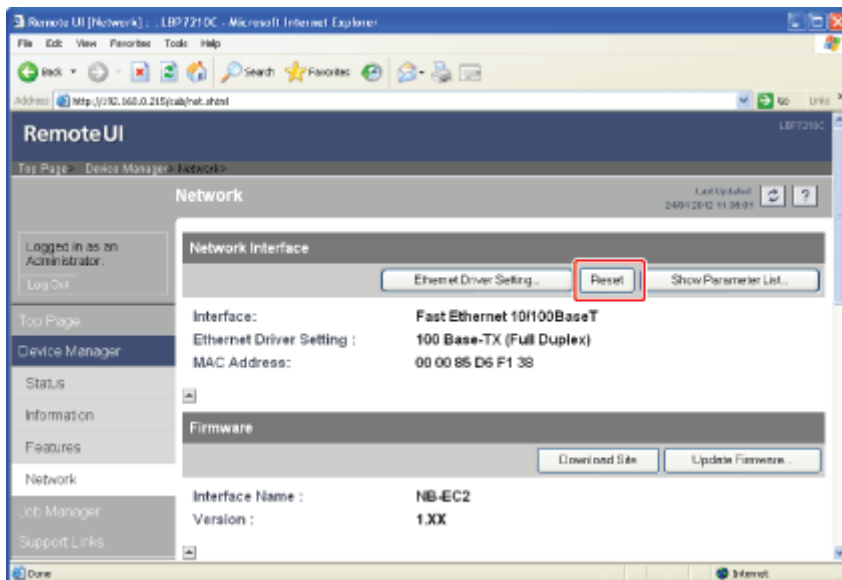 Remote UI [Network] : : LBP7210C - Microsoft Internet Explorer
File Edit View Favorites Tools Help
Back Search Favorites
Address http://192.168.0.215/cab/net.shtml Go Links
Remote UI LBP7210C
Top Page> Device Manager> Network>
Network
Last Updated
24/04/2012 11
?
Logged in as an
Administrator.
Log Out
Top Page
Device Manager
Status
Information
Features
Network
Job Manager
Support Links
Network Interface
Ethernet Driver Setting.. Reset Show Parameter List..
Interface: Fast Ethernet 10/100BaseT
Ethernet Driver Setting : 100 Base-TX (Full Duplex)
MAC Address: 00 00 85 D6 F1 38
Firmware
Download Site Update Firmware..
Interface Name : NB-EC2
Version : 1.XX
Done Internet